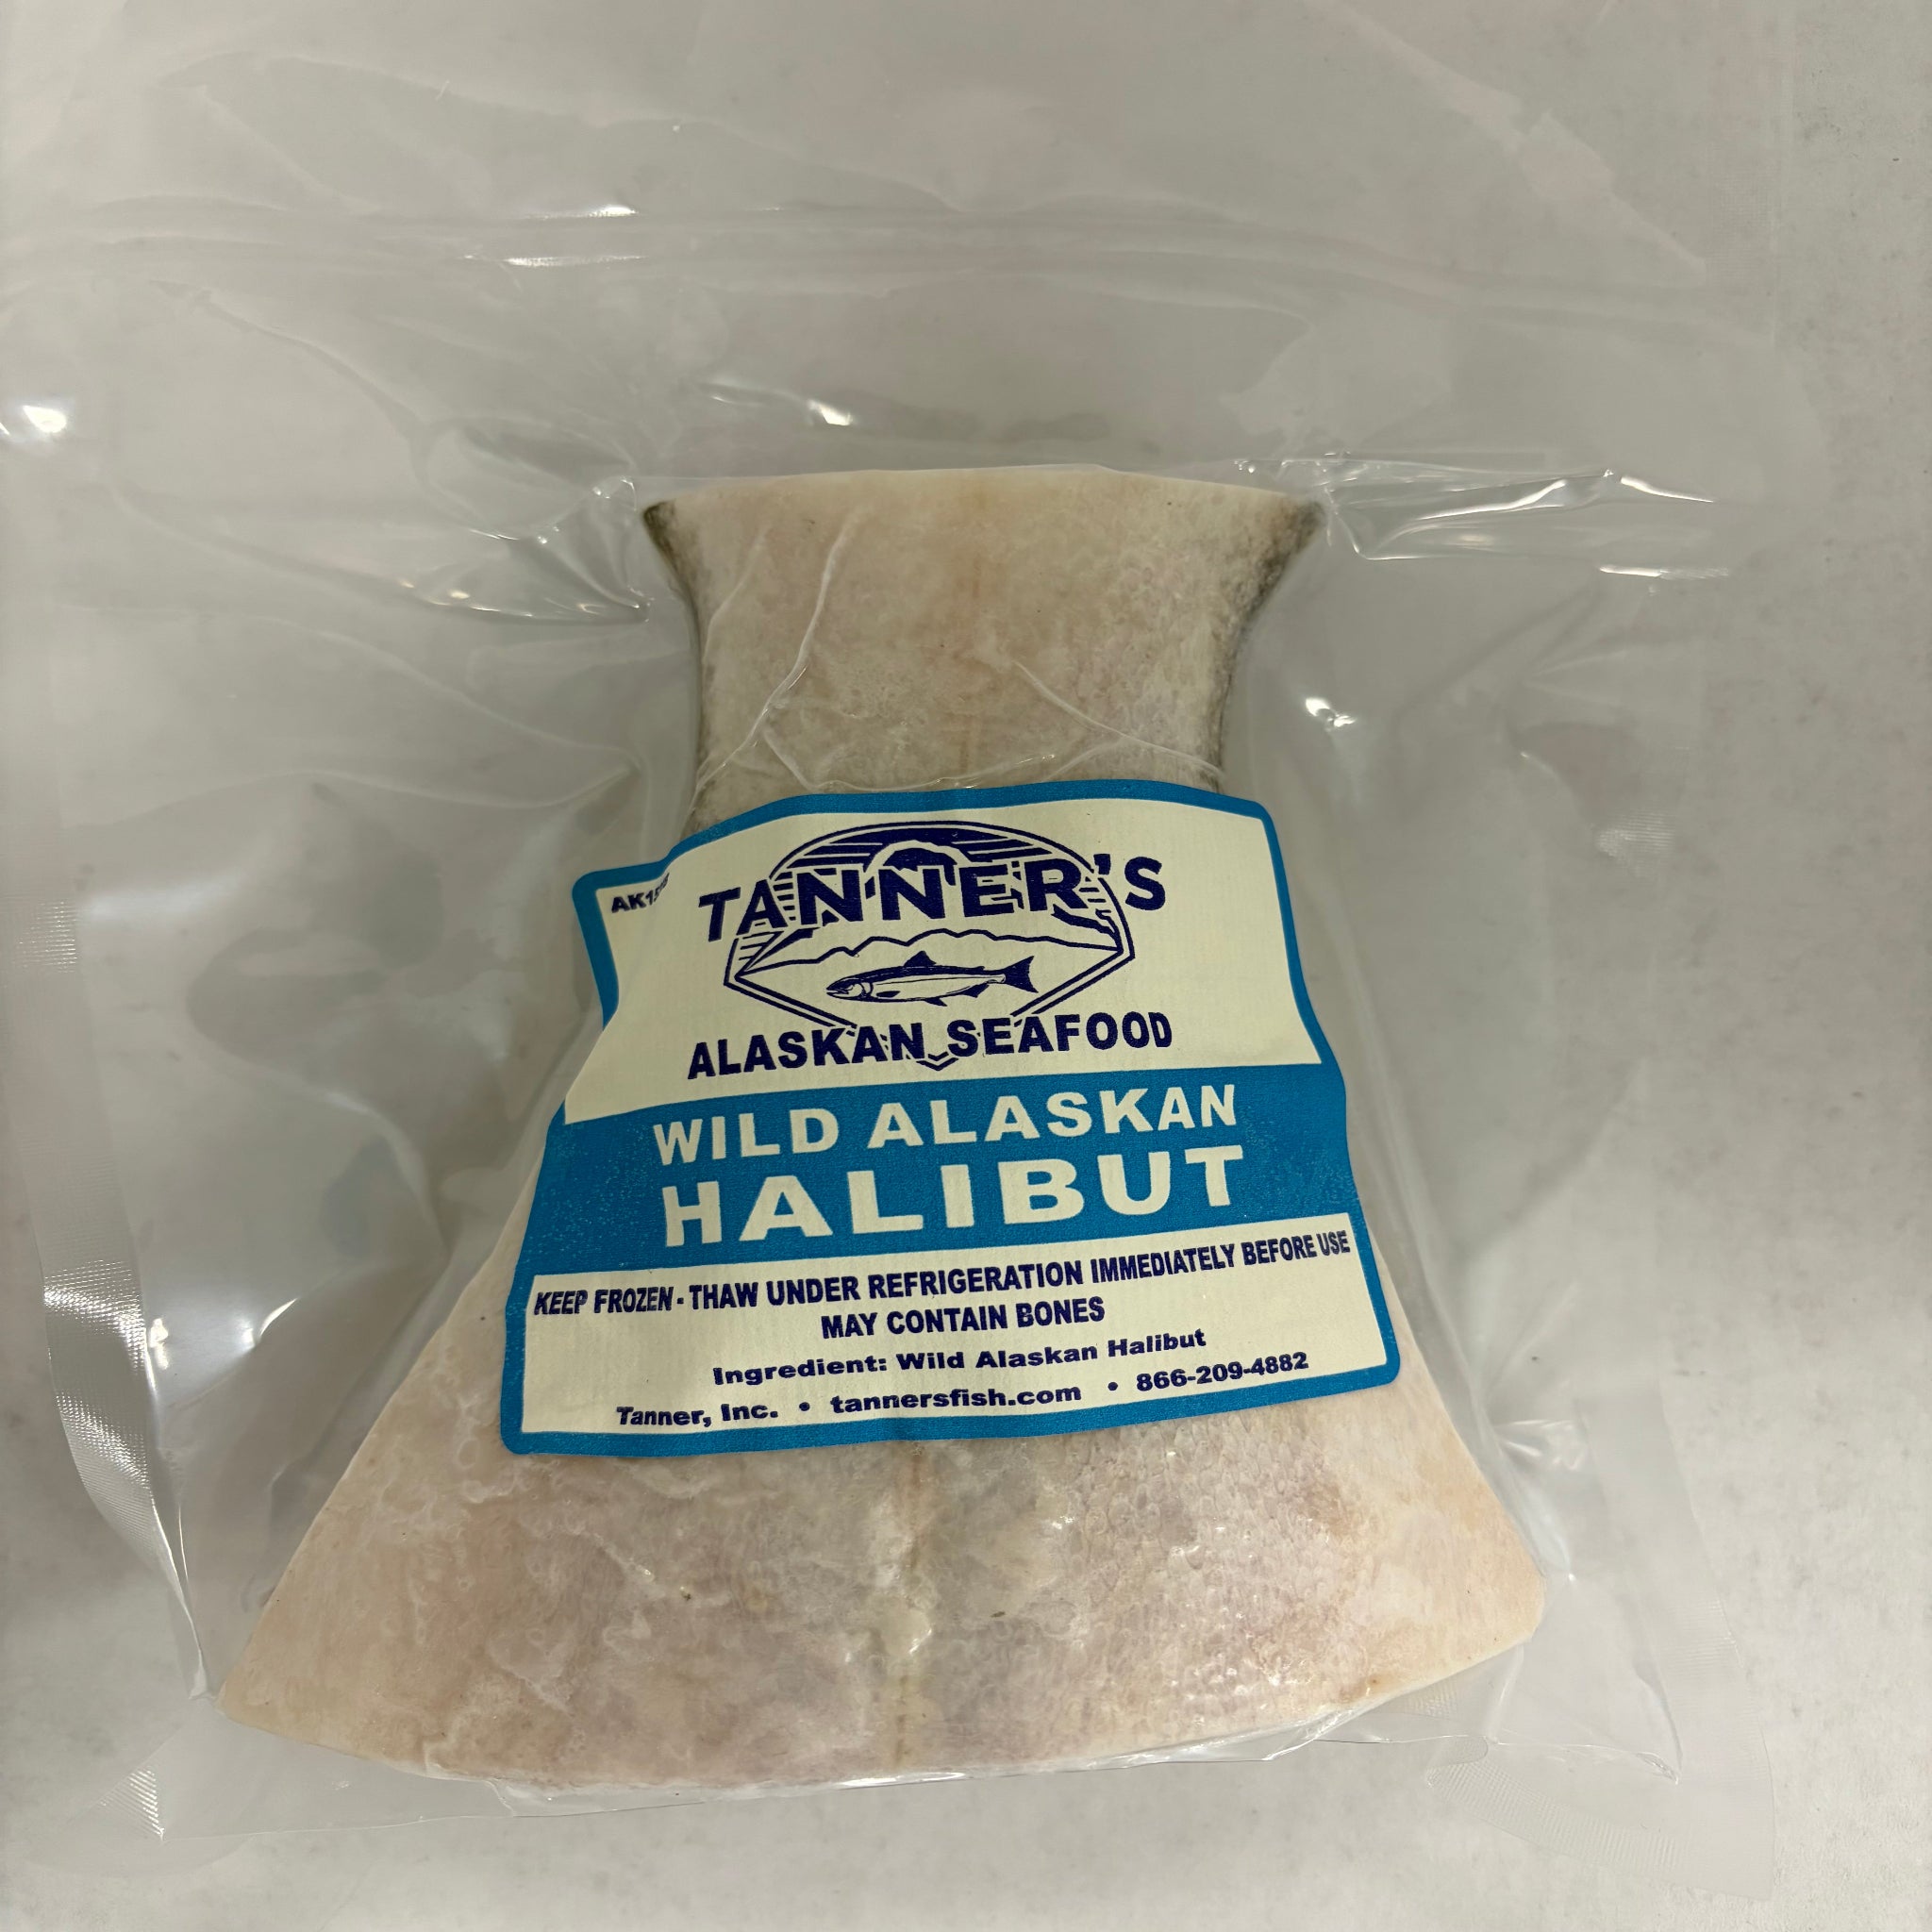 TANNER'S
ALASKAN SEAFOOD
WILD ALASKAN
HALIBUT
KEEP FROZEN - THAW UNDER REFRIGERATION IMMEDIATELY BEFORE USE
MAY CONTAIN BONES
Ingredient: Wild Alaskan Halibut
Tanner, Inc. • tannersfish.com • 866-209-4882